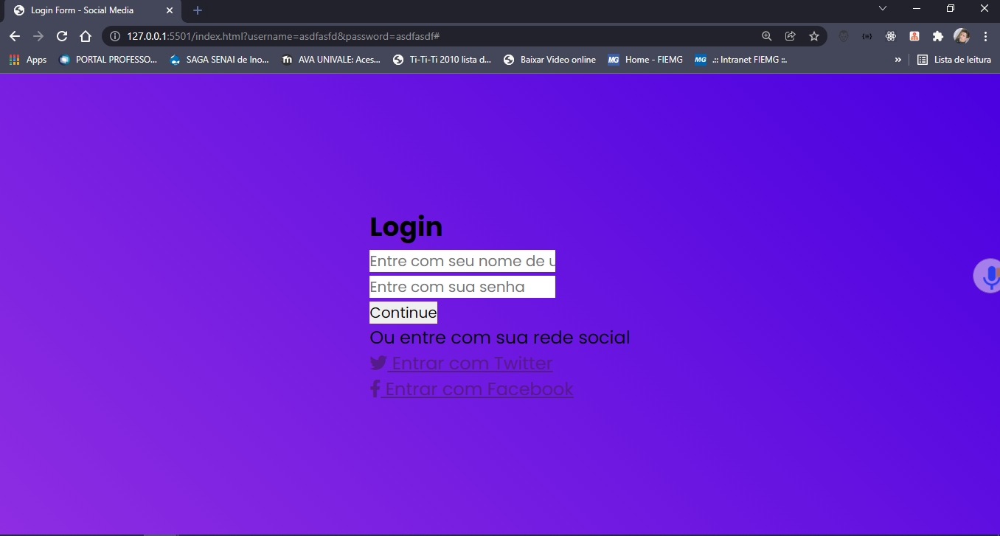 Login Form - Social Media
127.0.0.1:5501/index.html?username=asdfasfd&password=asdfasdf#
Apps PORTAL PROFESSO... SAGA SENAI de Ino... m AVA UNIVALE: Aces... Ti-Ti-Ti 2010 lista d... Baixar Video online MG Home - FIEMG MG .:: Intranet FIEMG ::. » Lista de leitura
Login
Entre com seu nome de u
Entre com sua senha
Continue
Ou entre com sua rede social
Entrar com Twitter
Entrar com Facebook